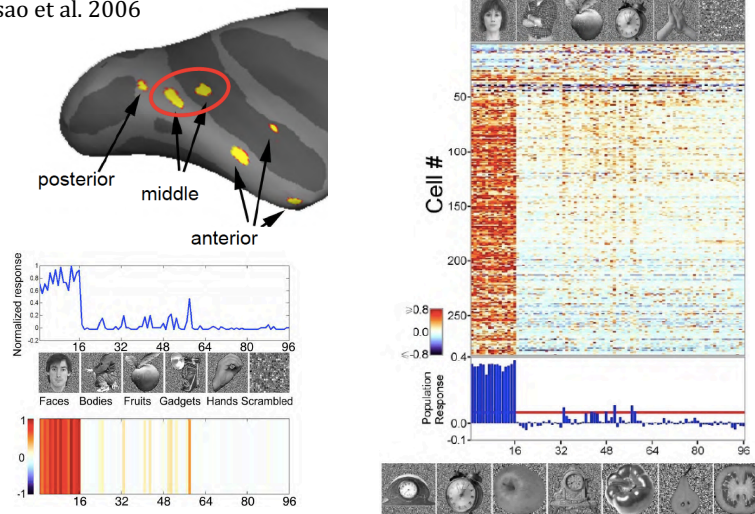 sao et al. 2006
posterior
middle
anterior
Normalized response
1
0.8
0.6
0.4
0.2
0
-0.2
16 32 48 64 80 96
Faces Bodies Fruits Gadgets Hands Scrambled
1
0
-1
16 32 48 64 80 96
Cell #
50
100
150
200
250
0.8
0.0
-0.8
Population
Response
0.4
0.0
-0.1
16 32 48 64 80 96